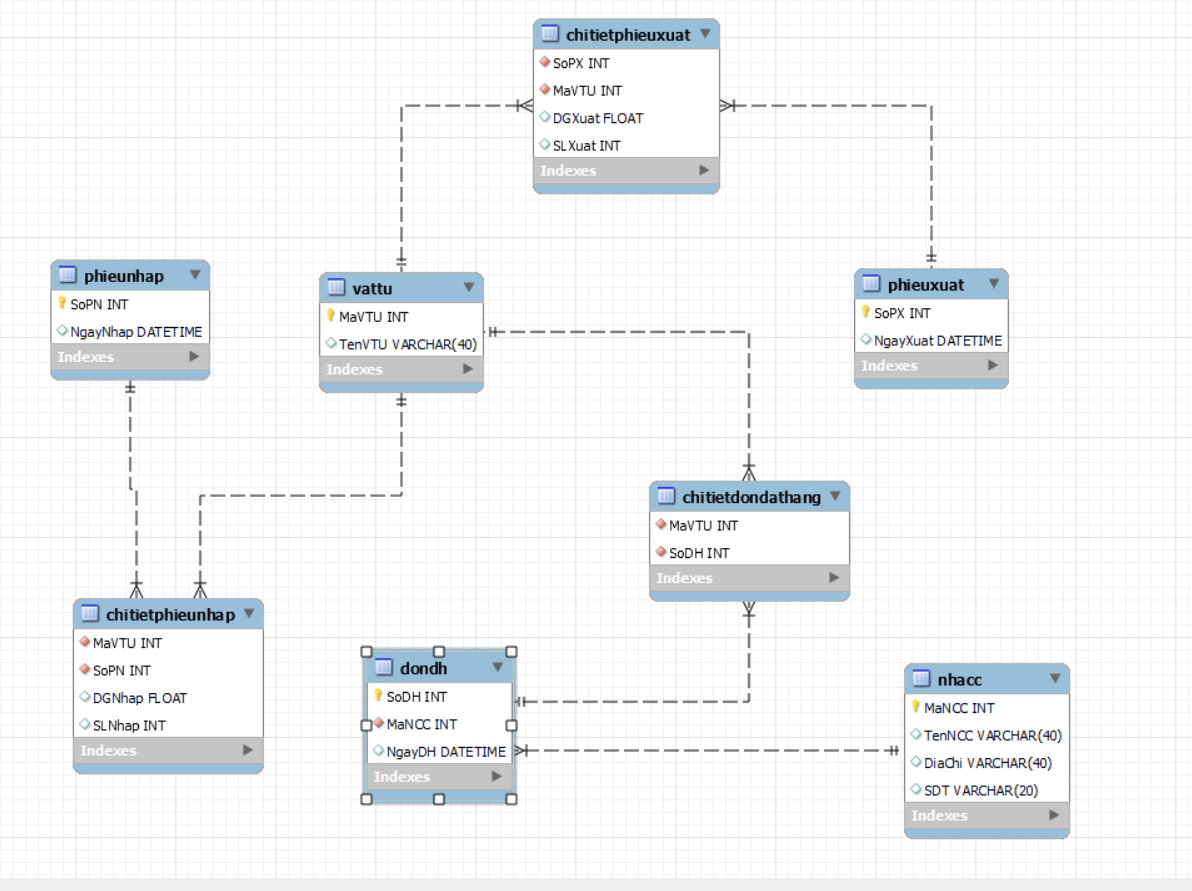 chitietphieuxuat
SoPX INT
MaVTU INT
DGXuat FLOAT
SLXuat INT
Indexes
phieunhap
SoPN INT
NgayNhap DATETIME
Indexes
vattu
MaVTU INT
TenVTU VARCHAR(40)
Indexes
phieuxuat
SoPX INT
NgayXuat DATETIME
Indexes
chitietdondathang
MaVTU INT
SoDH INT
Indexes
chitietphieunhap
MaVTU INT
SoPN INT
DGNhap FLOAT
SLNhap INT
Indexes
dondh
SoDH INT
MaNCC INT
NgayDH DATETIME
Indexes
nhacc
MaNCC INT
TenNCC VARCHAR(40)
DiaChi VARCHAR(40)
SDT VARCHAR(20)
Indexes